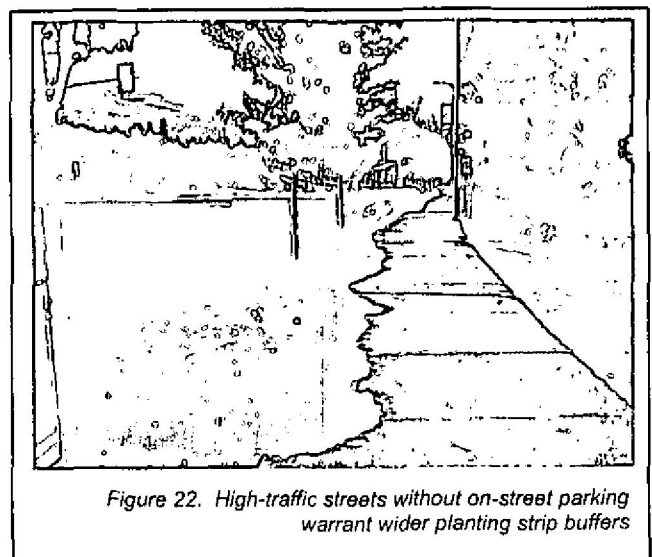 Figure 22. High-traffic streets without on-street parking
warrant wider planting strip buffers